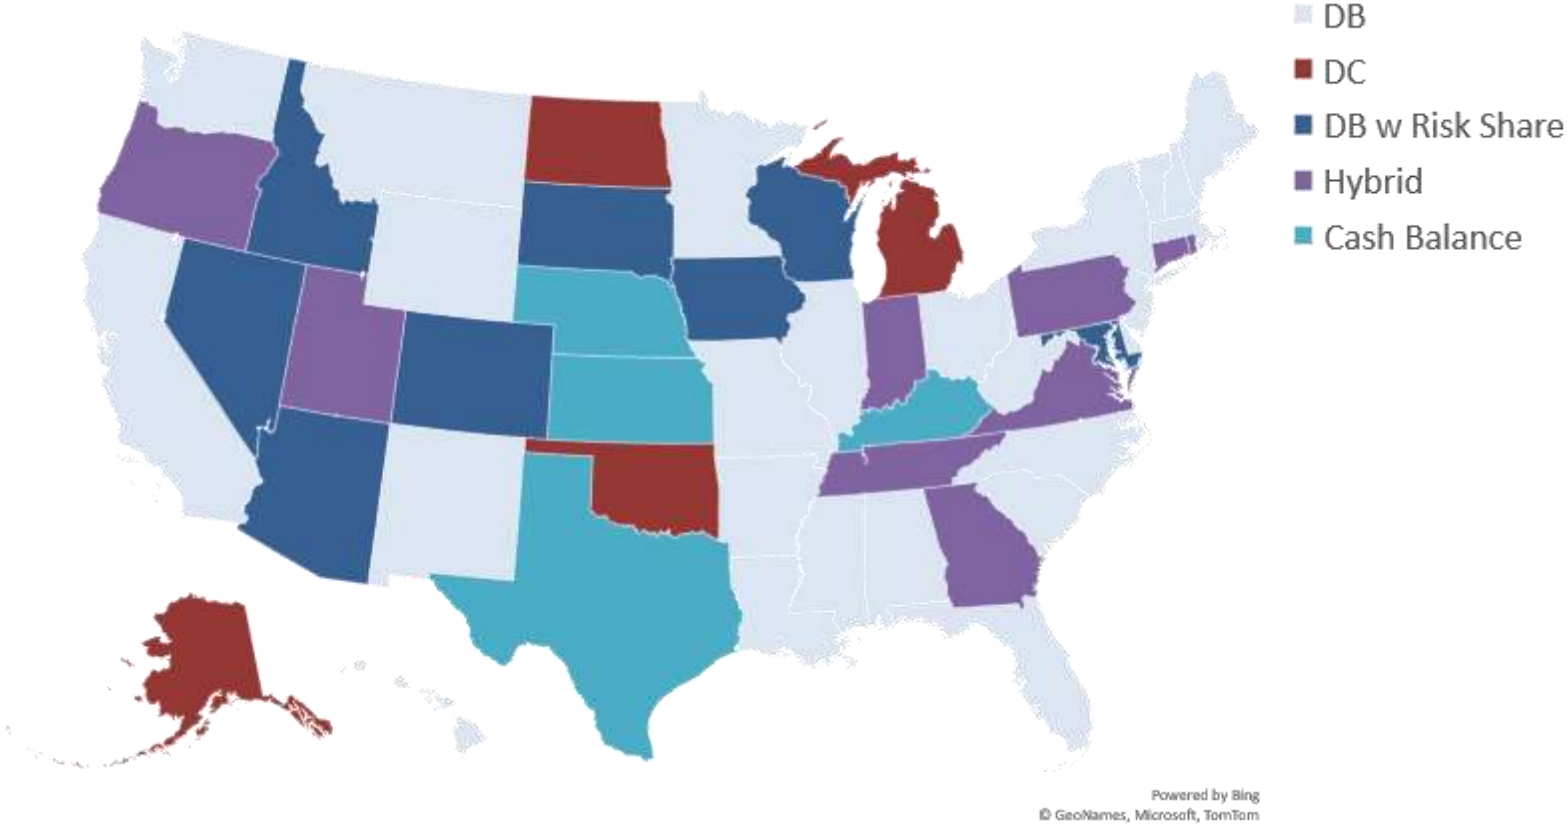 DB
DC
DB w Risk Share
Hybrid
Cash Balance
Powered by Bing
© GeoNames, Microsoft, TomTom